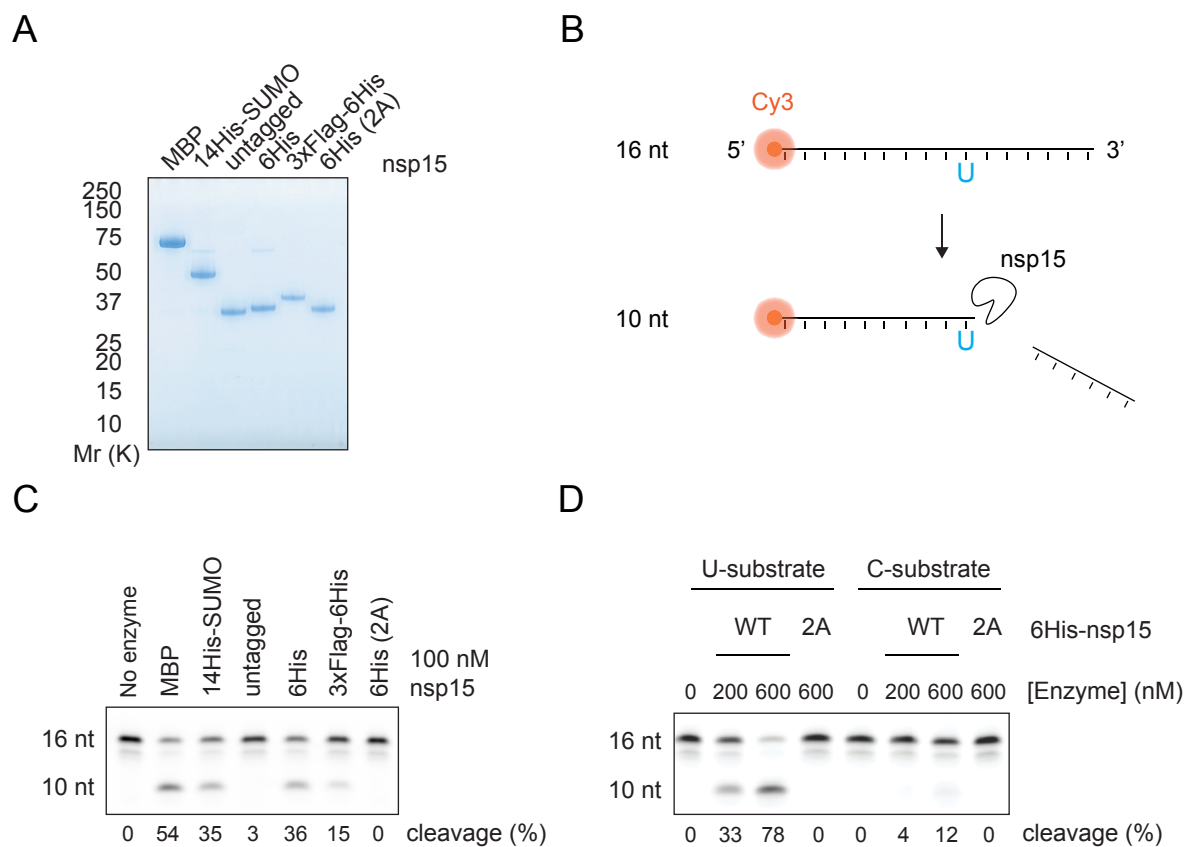 A
MBP
14His-SUMO
untagged
6His
3xFlag-6His
6His (2A)
nsp15
250
150
75
50
37
25
20
15
10
Mr (K)
B
Cy3
16 nt
5’
3’
U
nsp15
10 nt
U
C
No enzyme
MBP
14His-SUMO
untagged
6His
3xFlag-6His
6His (2A)
100 nM
nsp15
16 nt
10 nt
0 54 35 3 36 15 0 cleavage (%)
D
U-substrate C-substrate
WT 2A WT 2A 6His-nsp15
0 200 600 600 0 200 600 600 [Enzyme] (nM)
16 nt
10 nt
0 33 78 0 0 4 12 0 cleavage (%)